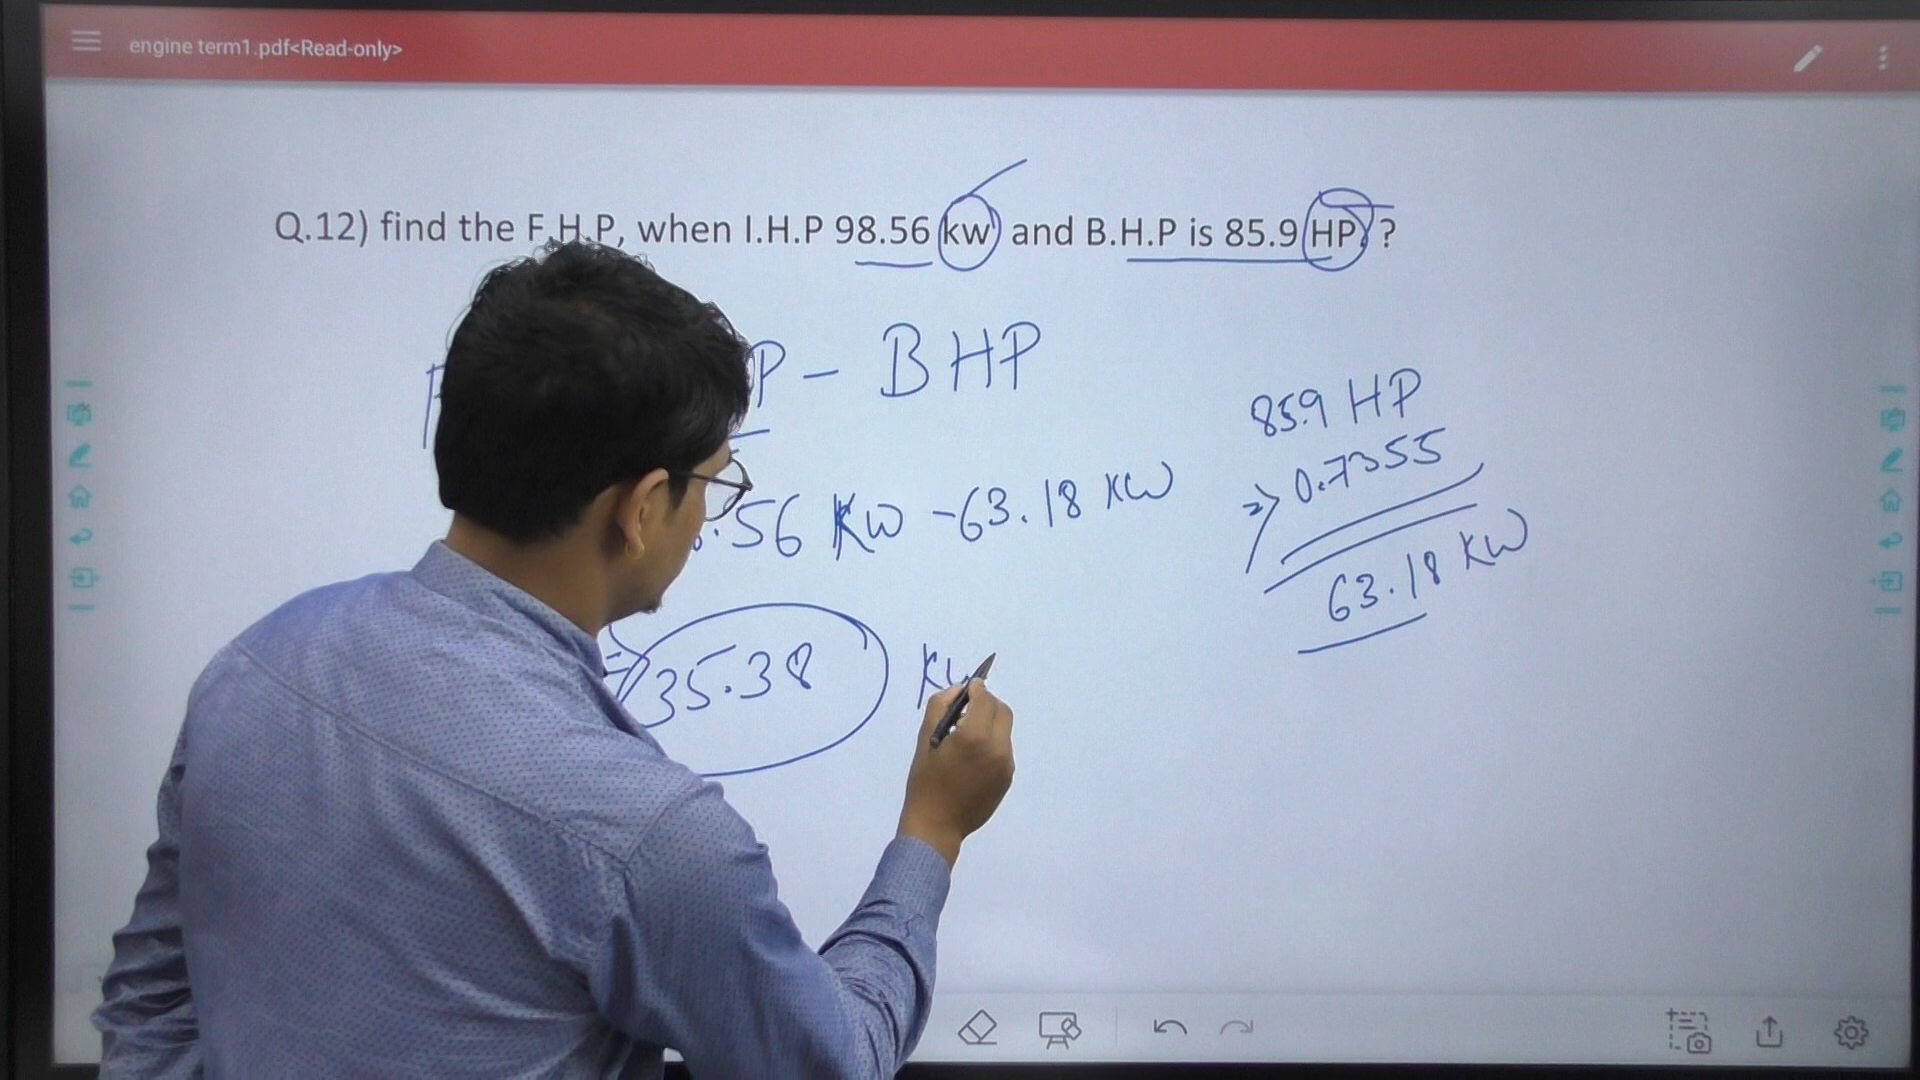 engine term1.pdf<Read-only>
Q.12) find the F.H.P, when I.H.P 98.56 kw and B.H.P is 85.9 HP, ?
P - BHP
85.9 HP
⇒ 0.7355
.56 KW - 63.18 KW
63.18 KW
= 35.38 KW